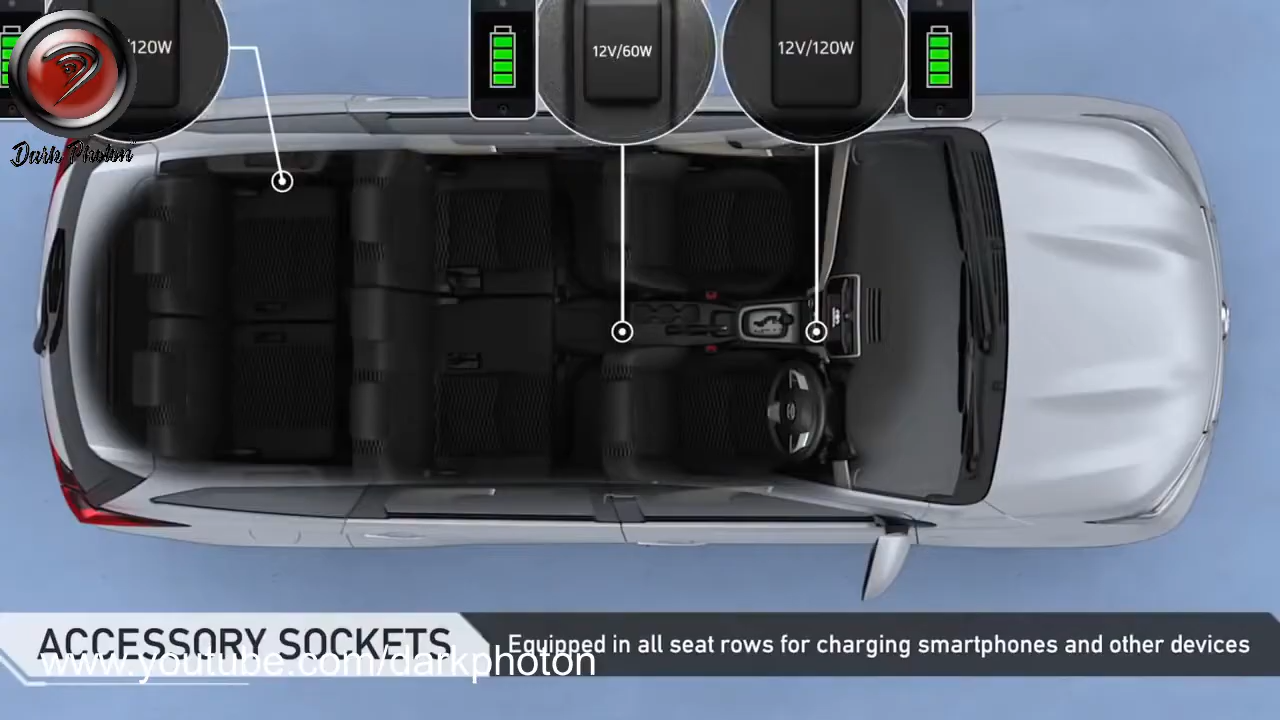 /120W
12V/60W
12V/120W
Dark Photon
ACCESSORY SOCKETS
Equipped in all seat rows for charging smartphones and other devices
www.youtube.com/darkphoton